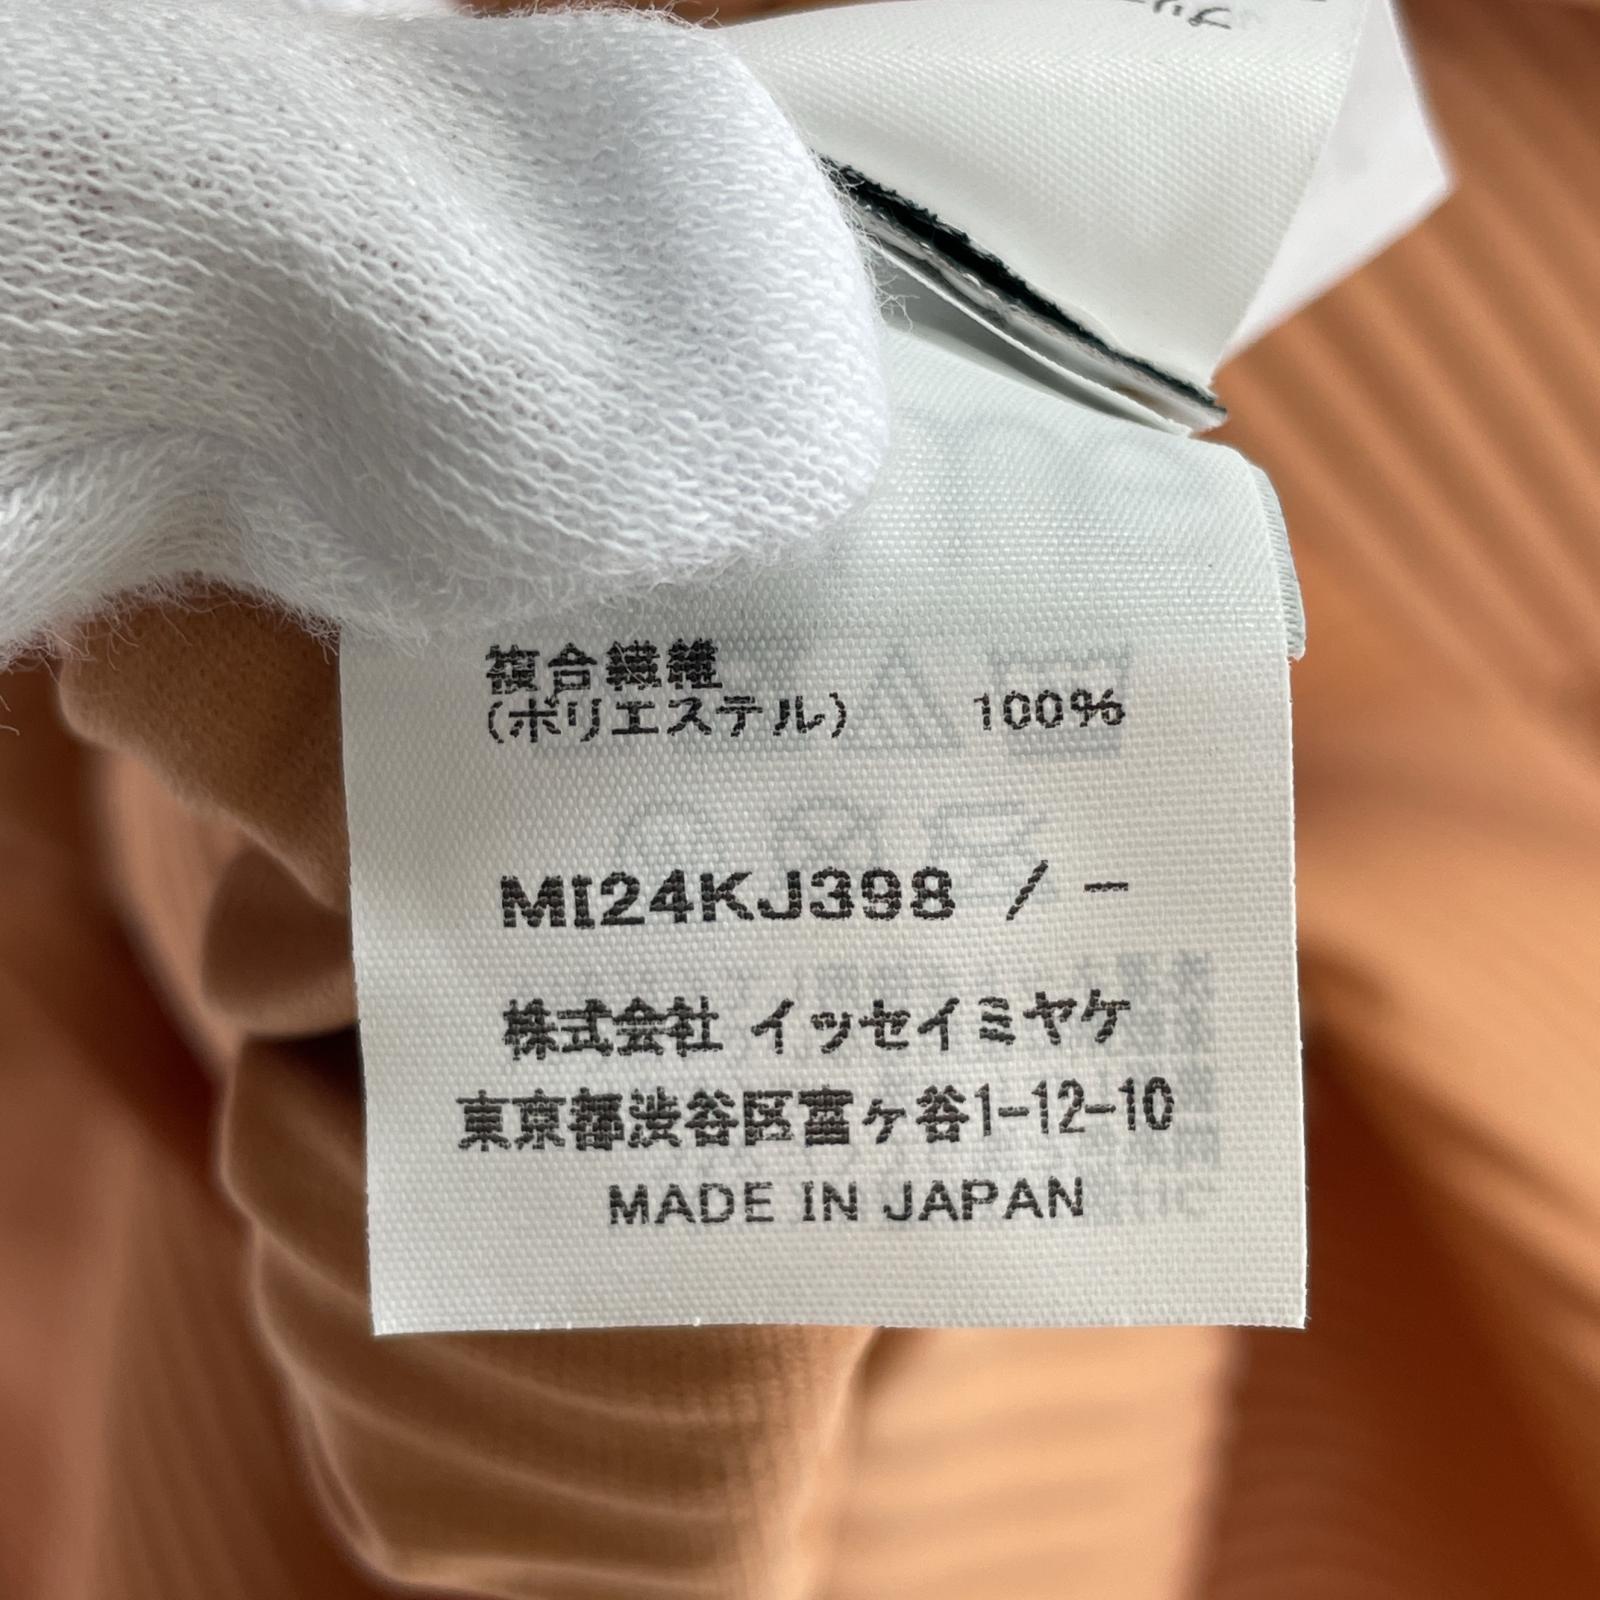 複合繊維
(ポリエステル) 100%
MI24KJ398 / -
株式会社 イッセイミヤケ
東京都渋谷区富ヶ谷1-12-10
MADE IN JAPAN